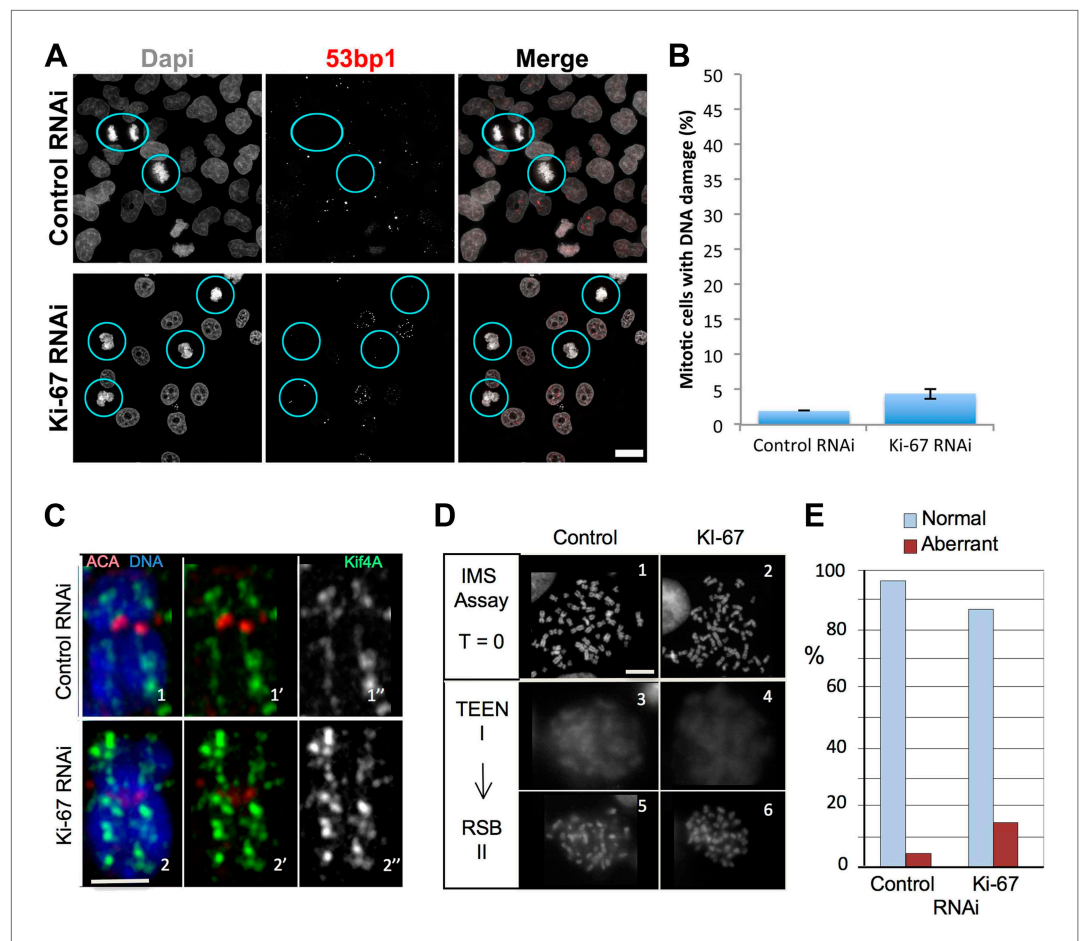 A
Dapi
53bp1
Merge
Control RNAi
Ki-67 RNAi
B
Mitotic cells with DNA damage (%)
50
45
40
35
30
25
20
15
10
5
0
Control RNAi
Ki-67 RNAi
C
ACA DNA
Kif4A
Control RNAi
1
1'
1''
Ki-67 RNAi
2
2'
2''
D
Control
KI-67
IMS
Assay
T = 0
1
2
TEEN
I
3
4
RSB
II
5
6
E
Normal
Aberrant
100
80
%
60
40
20
0
Control
Ki-67
RNAi